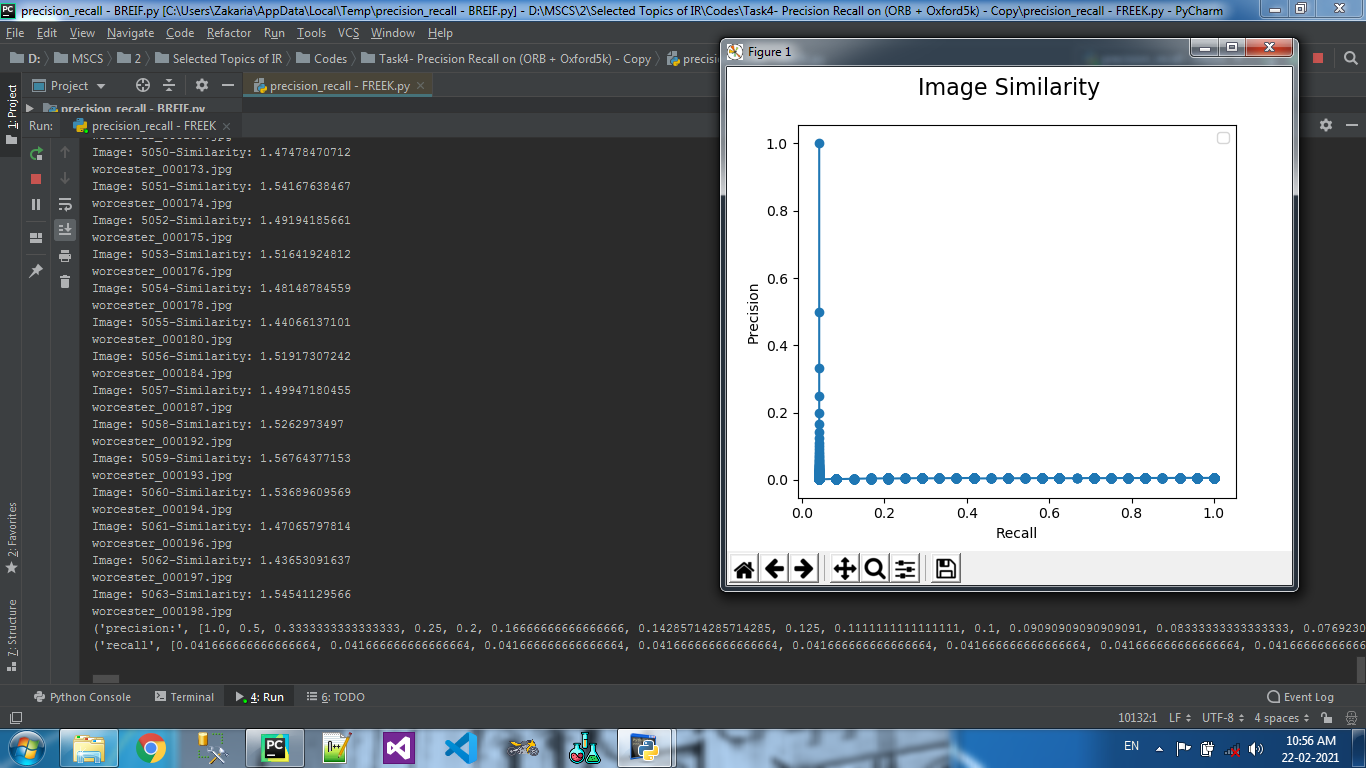 precision_recall - BREIF.py [C:\Users\Zakaria\AppData\Local\Temp\precision_recall - BREIF.py] - D:\MSCS\2\Selected Topics of IR\Codes\Task4- Precision Recall on (ORB + Oxford5k) - Copy\precision_recall - FREEK.py - PyCharm
File Edit View Navigate Code Refactor Run Tools VCS Window Help
D: MSCS 2 Selected Topics of IR Codes Task4- Precision Recall on (ORB + Oxford5k) - Copy
Project precision_recall - FREEK.py
1: Project
precision_recall - BREIF.py
Run: precision_recall - FREEK
Image: 5050-Similarity: 1.47478470712
worcester_000173.jpg
Image: 5051-Similarity: 1.54167638467
worcester_000174.jpg
Image: 5052-Similarity: 1.49194185661
worcester_000175.jpg
Image: 5053-Similarity: 1.51641924812
worcester_000176.jpg
Image: 5054-Similarity: 1.48148784559
worcester_000178.jpg
Image: 5055-Similarity: 1.44066137101
worcester_000180.jpg
Image: 5056-Similarity: 1.51917307242
worcester_000184.jpg
Image: 5057-Similarity: 1.49947180455
worcester_000187.jpg
Image: 5058-Similarity: 1.5262973497
worcester_000192.jpg
Image: 5059-Similarity: 1.56764377153
worcester_000193.jpg
Image: 5060-Similarity: 1.53689609569
worcester_000194.jpg
Image: 5061-Similarity: 1.47065797814
worcester_000196.jpg
Image: 5062-Similarity: 1.43653091637
worcester_000197.jpg
Image: 5063-Similarity: 1.54541129566
worcester_000198.jpg
('precision:', [1.0, 0.5, 0.3333333333333333, 0.25, 0.2, 0.16666666666666666, 0.14285714285714285, 0.125, 0.1111111111111111, 0.1, 0.09090909090909091, 0.08333333333333333, 0.0769230
('recall', [0.041666666666666664, 0.041666666666666664, 0.041666666666666664, 0.041666666666666664, 0.041666666666666664, 0.041666666666666664, 0.041666666666666664, 0.0416666666
2: Favorites
7: Structure
Figure 1
Image Similarity
1.0
0.8
0.6
0.4
0.2
0.0
Precision
0.0 0.2 0.4 0.6 0.8 1.0
Recall
Python Console Terminal 4: Run 6: TODO Event Log
10132:1 LF UTF-8 4 spaces
PC
EN
10:56 AM
22-02-2021